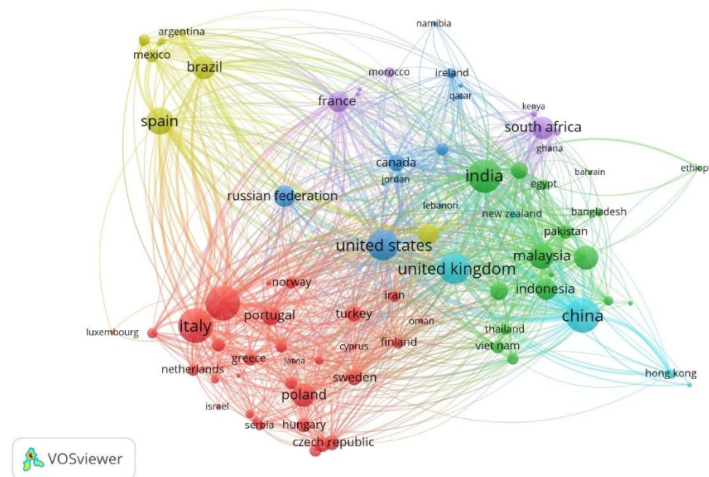 namibia
argentina
mexico
brazil
morocco
ireland
france
qatar
kenya
spain
south africa
canada
ghana
jordan
india
bahrain
ethiop
egypt
russian federation
lebanon
new zealand
bangladesh
pakistan
united states
malaysia
united kingdom
norway
iran
indonesia
portugal
turkey
oman
china
italy
thailand
luxembourg
cyprus
finland
viet nam
greece
latvia
netherlands
sweden
hong kong
poland
israel
serbia
hungary
czech republic
VOSviewer